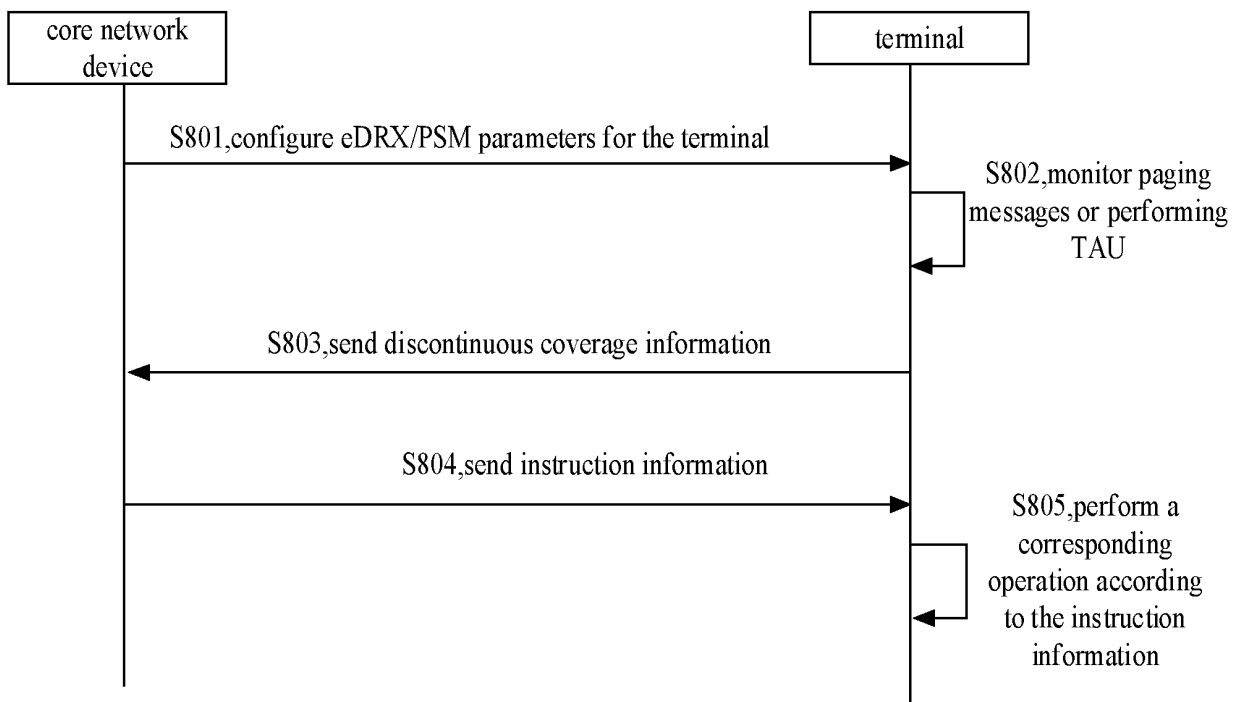 core network
device
terminal
S801,configure eDRX/PSM parameters for the terminal
S802,monitor paging
messages or performing
TAU
S803,send discontinuous coverage information
S804,send instruction information
S805,perform a
corresponding
operation according
to the instruction
information